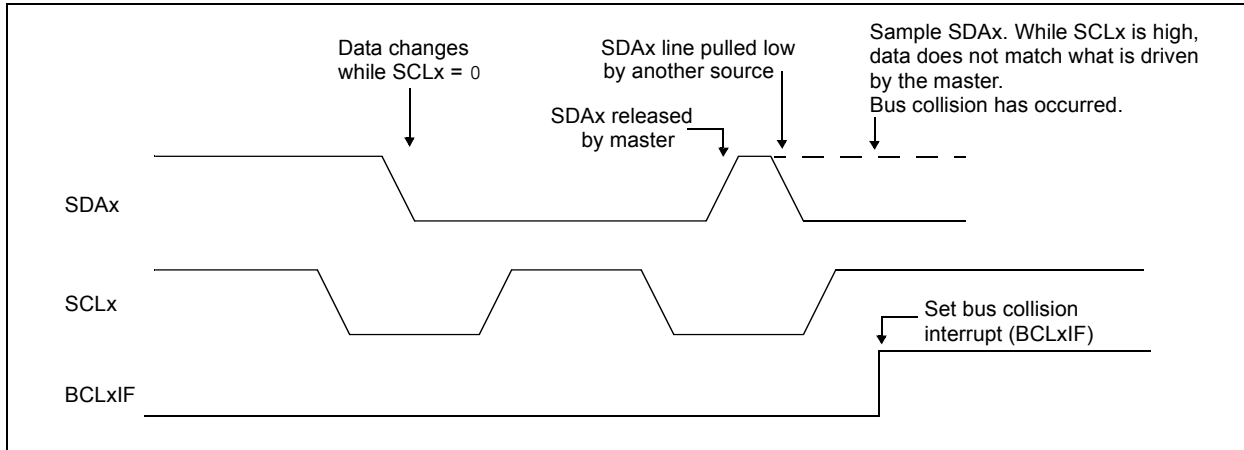 Data changes
while SCLx = 0
SDAx line pulled low
by another source
Sample SDAx. While SCLx is high,
data does not match what is driven
by the master.
Bus collision has occurred.
SDAx released
by master
SDAx
SCLx
Set bus collision
interrupt (BCLxIF)
BCLxIF